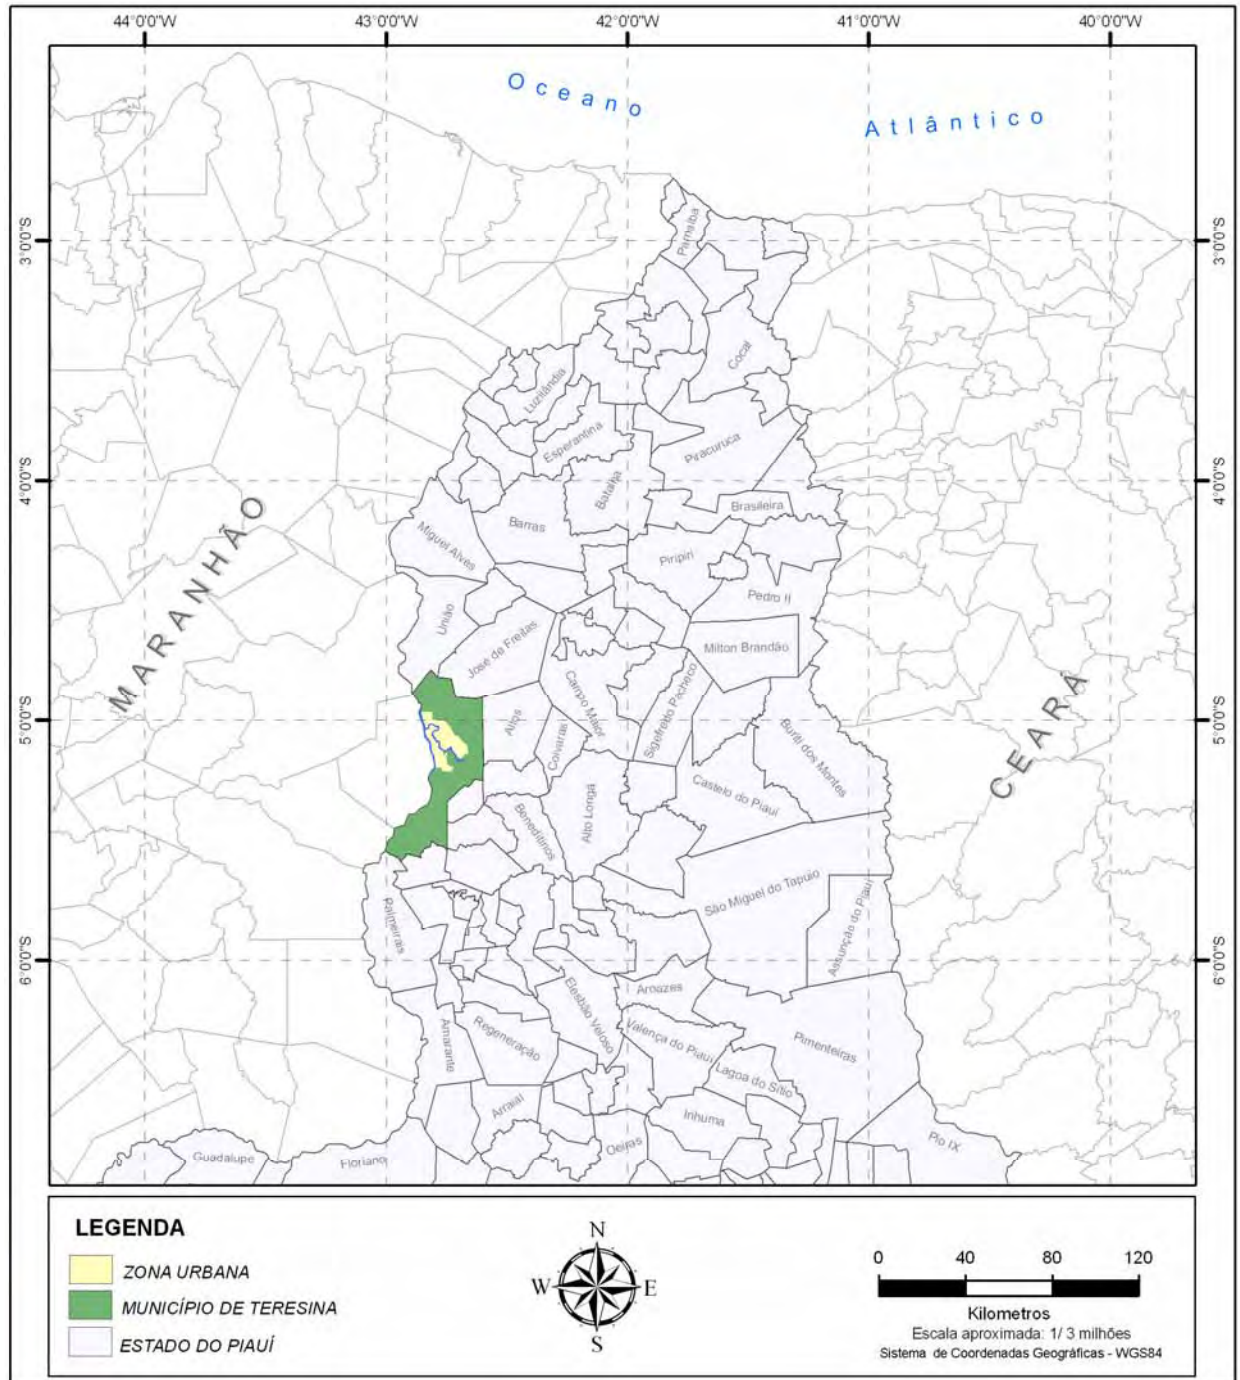 44°0'0"W 43°0'0"W 42°0'0"W 41°0'0"W 40°0'0"W
Oceano
Atlântico
3°0'0"S
3°0'0"S
Parnaíba
Cocal
Luzilândia
Esperantina
Piracuruca
Batalha
4°0'0"S
4°0'0"S
Brasileira
Barras
Miguel Alves
Piripiri
MARANHÃO
Pedro II
União
José de Freitas
Milton Brandão
Campo Maior
Sigefredo Pacheco
CEARÁ
5°0'0"S
5°0'0"S
Altos
Coivaras
Buriti dos Montes
Castelo do Piauí
Alto Longá
Beneditinos
São Miguel do Tapuio
Palmeirais
Assunção do Piauí
6°0'0"S
6°0'0"S
Aroazes
Elesbão Veloso
Amarante
Regeneração
Valença do Piauí
Pimenteiras
Lagoa do Sítio
Arraial
Inhuma
Oeiras
Pio IX
Guadalupe
Floriano
LEGENDA
ZONA URBANA
MUNICÍPIO DE TERESINA
ESTADO DO PIAUÍ
N
W E
S
0 40 80 120
Kilometros
Escala aproximada: 1/ 3 milhões
Sistema de Coordenadas Geográficas - WGS84